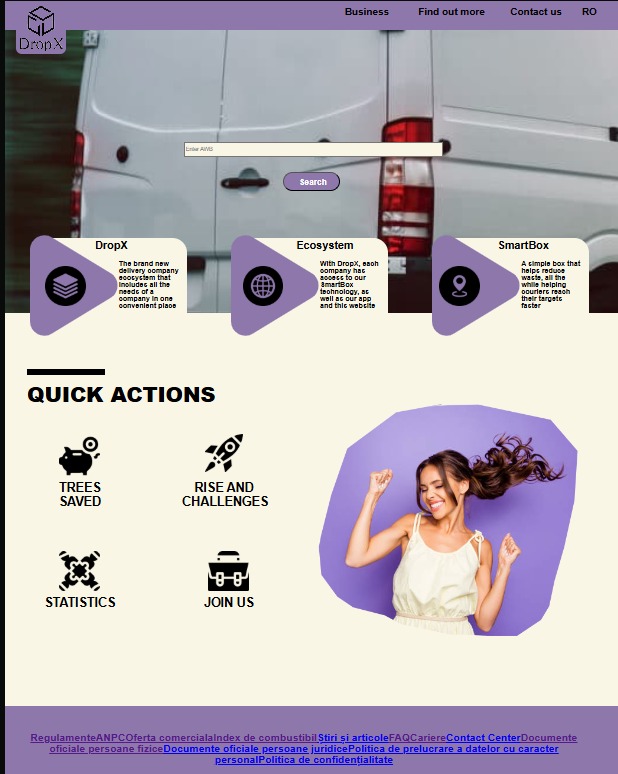 Business Find out more Contact us RO
DropX
Enter AWB
Search
DropX
The brand new
delivery company
ecosystem that
includes all the
needs of a
company in one
convenient place
Ecosystem
With DropX, each
company has
access to our
SmartBox
technology, as
well as our app
and this website
SmartBox
A simple box that
helps reduce
waste, all the
while helping
couriers reach
their targets
faster
QUICK ACTIONS
TREES
SAVED
RISE AND
CHALLENGES
STATISTICS
JOIN US
RegulamenteANPCOferta comercialaIndex de combustibilȘtiri și articoleFAQCariereContact CenterDocumente
oficiale persoane fiziceDocumente oficiale persoane juridicePolitica de prelucrare a datelor cu caracter
personalPolitica de confidențialitate